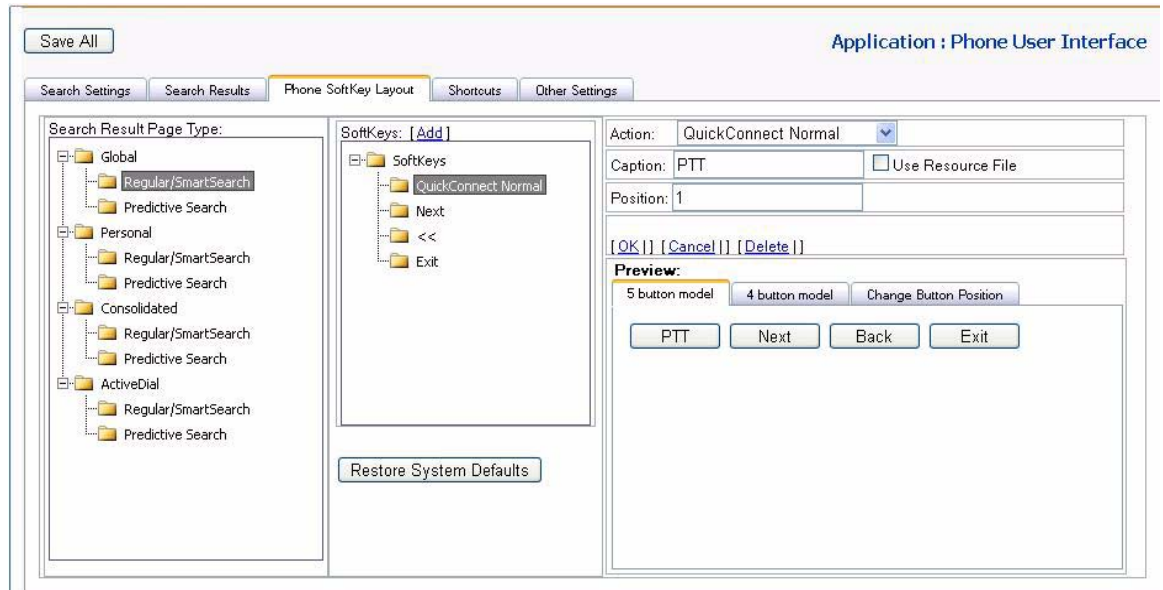 Save All
Application : Phone User Interface
Search Settings Search Results Phone SoftKey Layout Shortcuts Other Settings
Search Result Page Type:
Global
Regular/SmartSearch
Predictive Search
Personal
Regular/SmartSearch
Predictive Search
Consolidated
Regular/SmartSearch
Predictive Search
ActiveDial
Regular/SmartSearch
Predictive Search
SoftKeys: [Add]
SoftKeys
QuickConnect Normal
Next
<<
Exit
Restore System Defaults
Action: QuickConnect Normal
Caption: PTT Use Resource File
Position: 1
[OK|] [Cancel|] [Delete|]
Preview:
5 button model 4 button model Change Button Position
PTT Next Back Exit